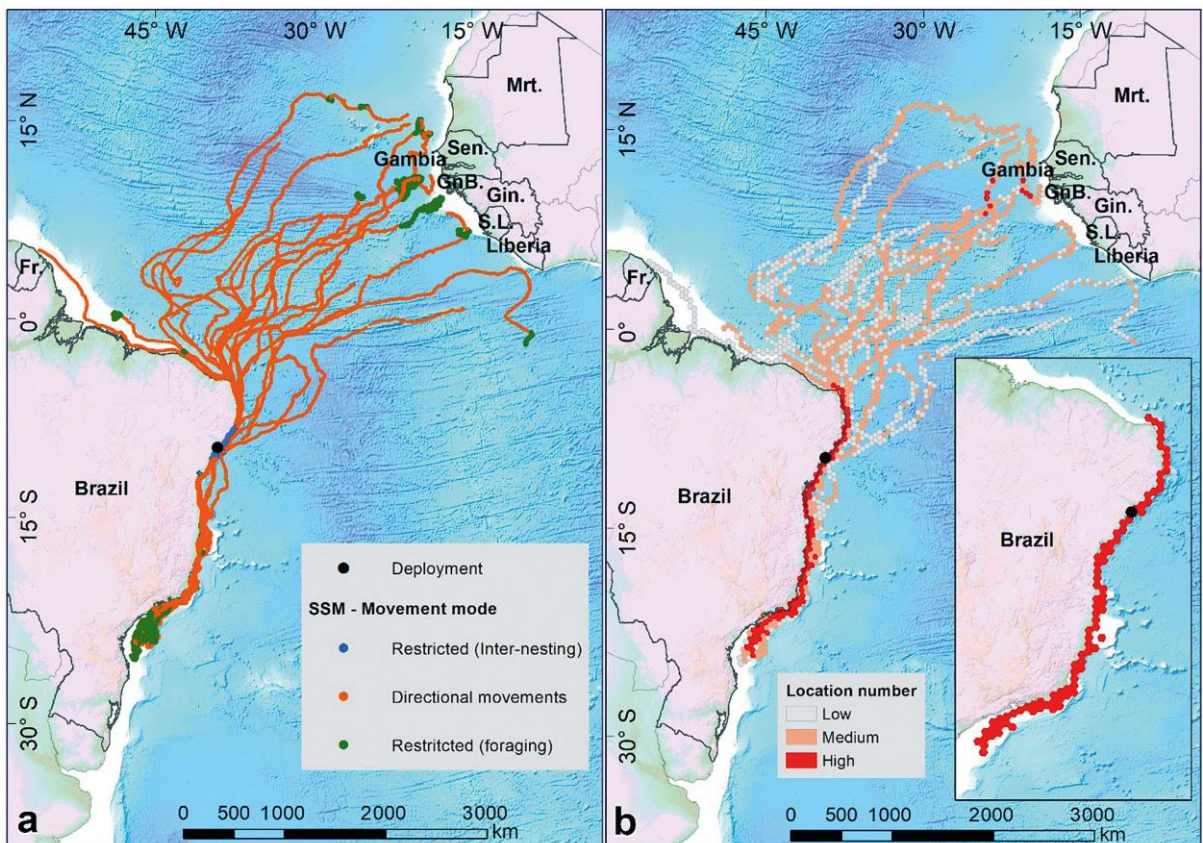 45° W
30° W
15° W
15° N
0°
15° S
30° S
Mrt.
Sen.
Gambia
GnB.
Gin.
S.L.
Liberia
Fr.
Brazil
Deployment
SSM - Movement mode
Restricted (Inter-nesting)
Directional movements
Restritcted (foraging)
0 500 1000 2000 3000
km
a
45° W
30° W
15° W
15° N
0°
15° S
30° S
Mrt.
Sen.
Gambia
GnB.
Gin.
S.L.
Liberia
Fr.
Brazil
Brazil
Location number
Low
Medium
High
0 500 1000 2000 3000
km
b